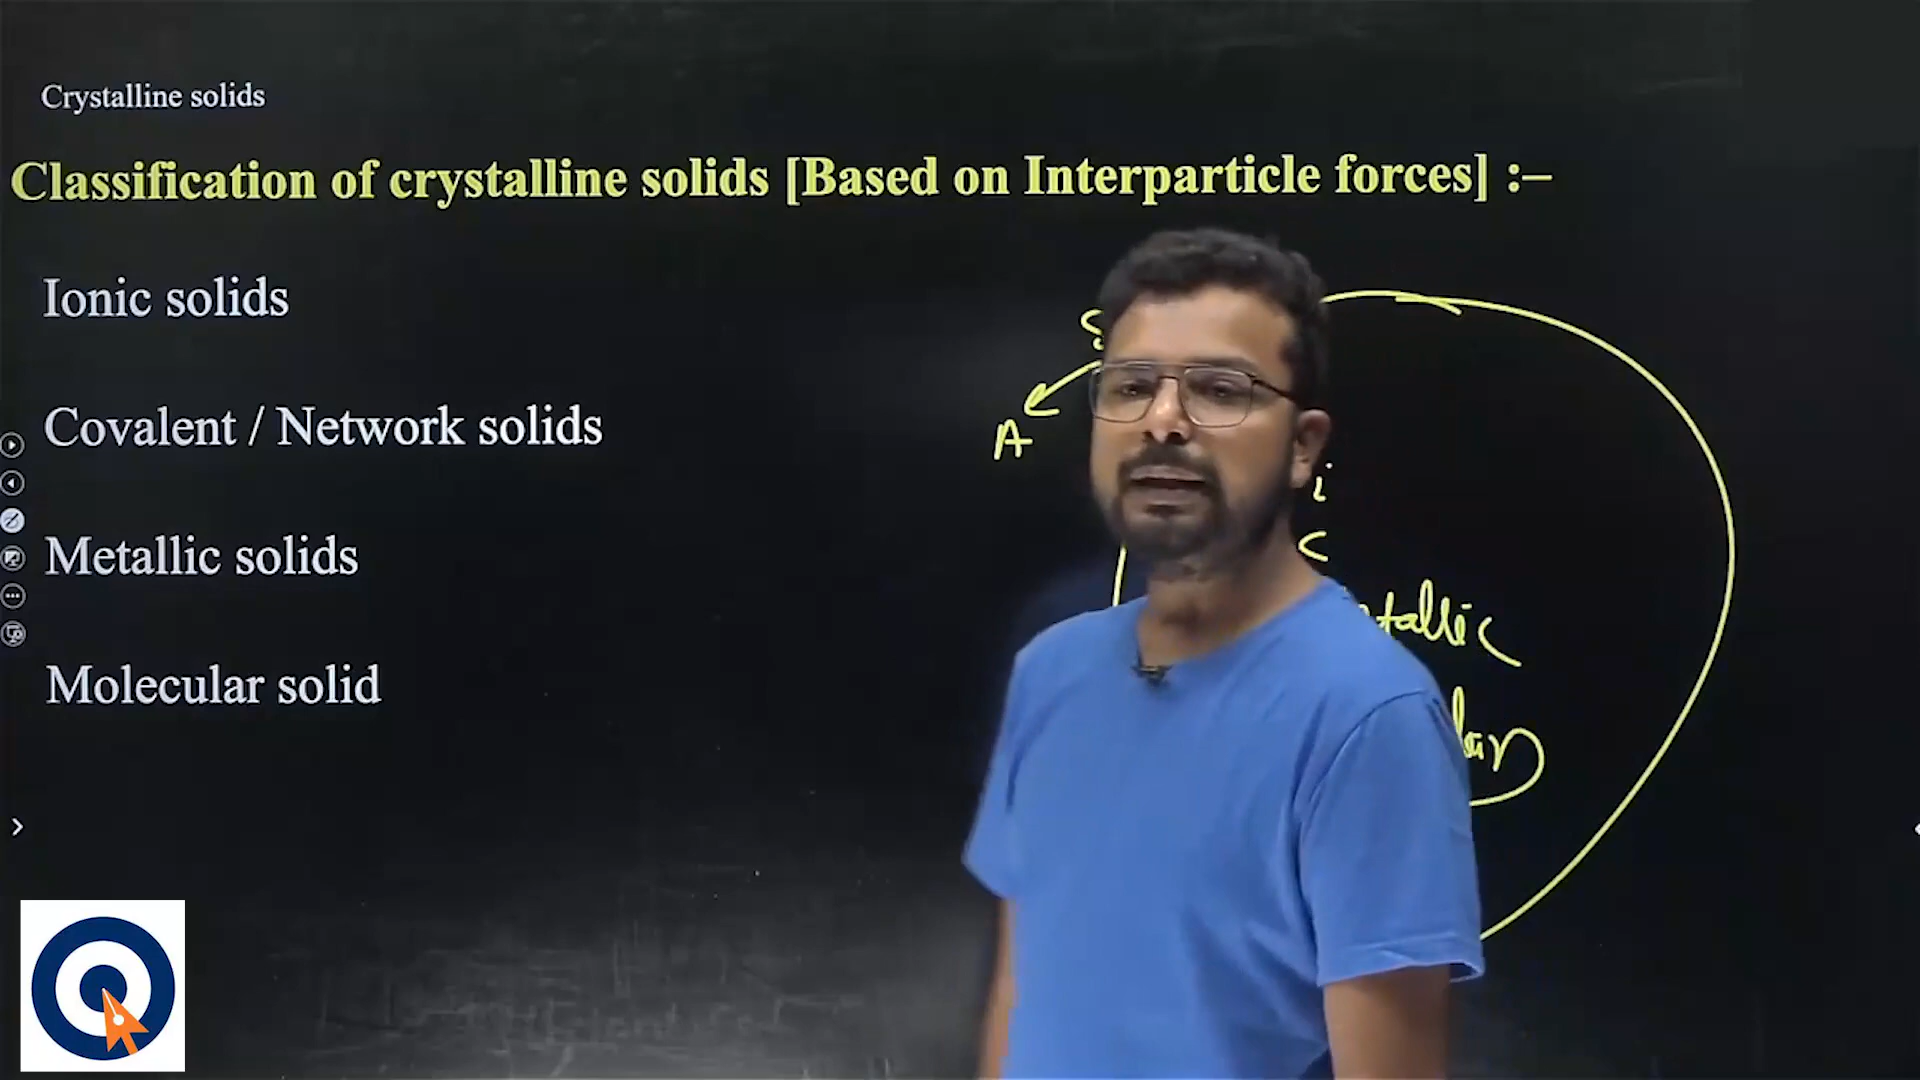 Crystalline solids
Classification of crystalline solids [Based on Interparticle forces] :–
Ionic solids
Covalent / Network solids
Metallic solids
Molecular solid
S
A
i
C
tallic